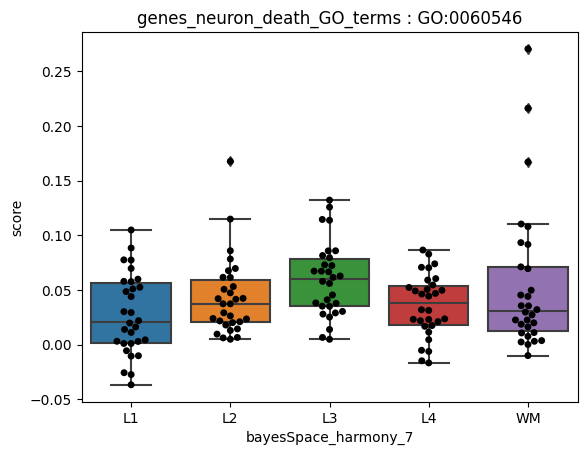 genes_neuron_death_GO_terms : GO:0060546
score
0.25
0.20
0.15
0.10
0.05
0.00
−0.05
L1 L2 L3 L4 WM
bayesSpace_harmony_7